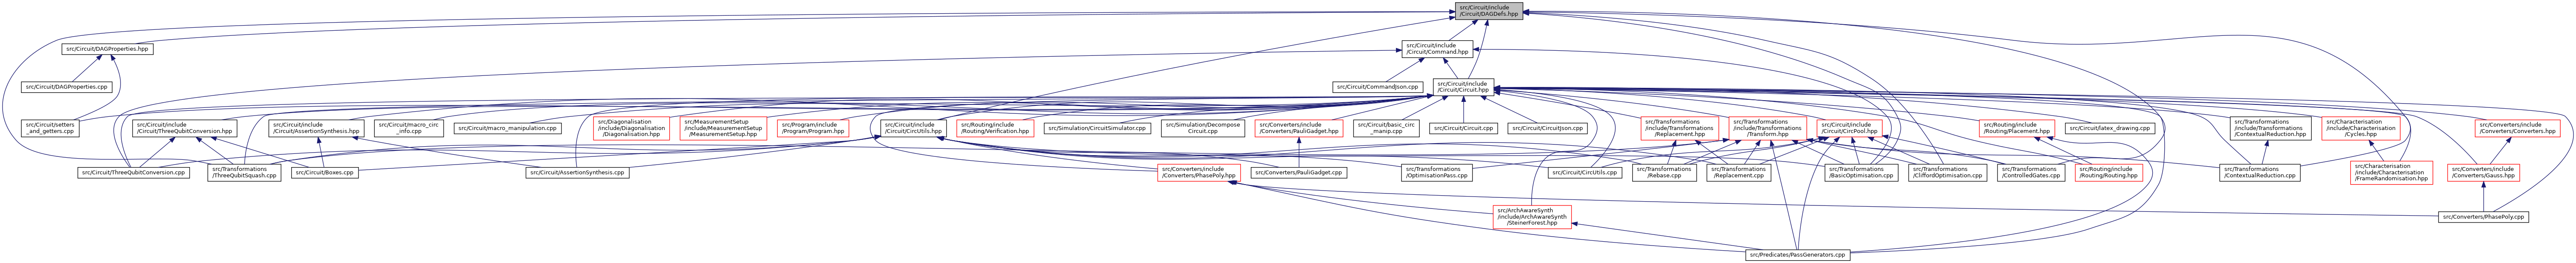 src/Circuit/include
/Circuit/DAGDefs.hpp
src/Circuit/DAGProperties.hpp
src/Circuit/include
/Circuit/Command.hpp
src/Circuit/DAGProperties.cpp
src/Circuit/CommandJson.cpp
src/Circuit/include
/Circuit/Circuit.hpp
src/Circuit/setters
_and_getters.cpp
src/Circuit/include
/Circuit/ThreeQubitConversion.hpp
src/Circuit/include
/Circuit/AssertionSynthesis.hpp
src/Circuit/macro_circ
_info.cpp
src/Circuit/macro_manipulation.cpp
src/Diagonalisation
/include/Diagonalisation
/Diagonalisation.hpp
src/MeasurementSetup
/include/MeasurementSetup
/MeasurementSetup.hpp
src/Program/include
/Program/Program.hpp
src/Circuit/include
/Circuit/CircUtils.hpp
src/Routing/include
/Routing/Verification.hpp
src/Simulation/CircuitSimulator.cpp
src/Simulation/Decompose
Circuit.cpp
src/Converters/include
/Converters/PauliGadget.hpp
src/Circuit/basic_circ
_manip.cpp
src/Circuit/Circuit.cpp
src/Circuit/CircuitJson.cpp
src/Transformations
/include/Transformations
/Replacement.hpp
src/Transformations
/include/Transformations
/Transform.hpp
src/Circuit/include
/Circuit/CircPool.hpp
src/Routing/include
/Routing/Placement.hpp
src/Circuit/latex_drawing.cpp
src/Transformations
/include/Transformations
/ContextualReduction.hpp
src/Characterisation
/include/Characterisation
/Cycles.hpp
src/Converters/include
/Converters/Converters.hpp
src/Circuit/ThreeQubitConversion.cpp
src/Transformations
/ThreeQubitSquash.cpp
src/Circuit/Boxes.cpp
src/Circuit/AssertionSynthesis.cpp
src/Converters/include
/Converters/PhasePoly.hpp
src/Converters/PauliGadget.cpp
src/Transformations
/OptimisationPass.cpp
src/Circuit/CircUtils.cpp
src/Transformations
/Rebase.cpp
src/Transformations
/Replacement.cpp
src/Transformations
/BasicOptimisation.cpp
src/Transformations
/CliffordOptimisation.cpp
src/Transformations
/ControlledGates.cpp
src/Routing/include
/Routing/Routing.hpp
src/Transformations
/ContextualReduction.cpp
src/Characterisation
/include/Characterisation
/FrameRandomisation.hpp
src/Converters/include
/Converters/Gauss.hpp
src/ArchAwareSynth
/include/ArchAwareSynth
/SteinerForest.hpp
src/Converters/PhasePoly.cpp
src/Predicates/PassGenerators.cpp